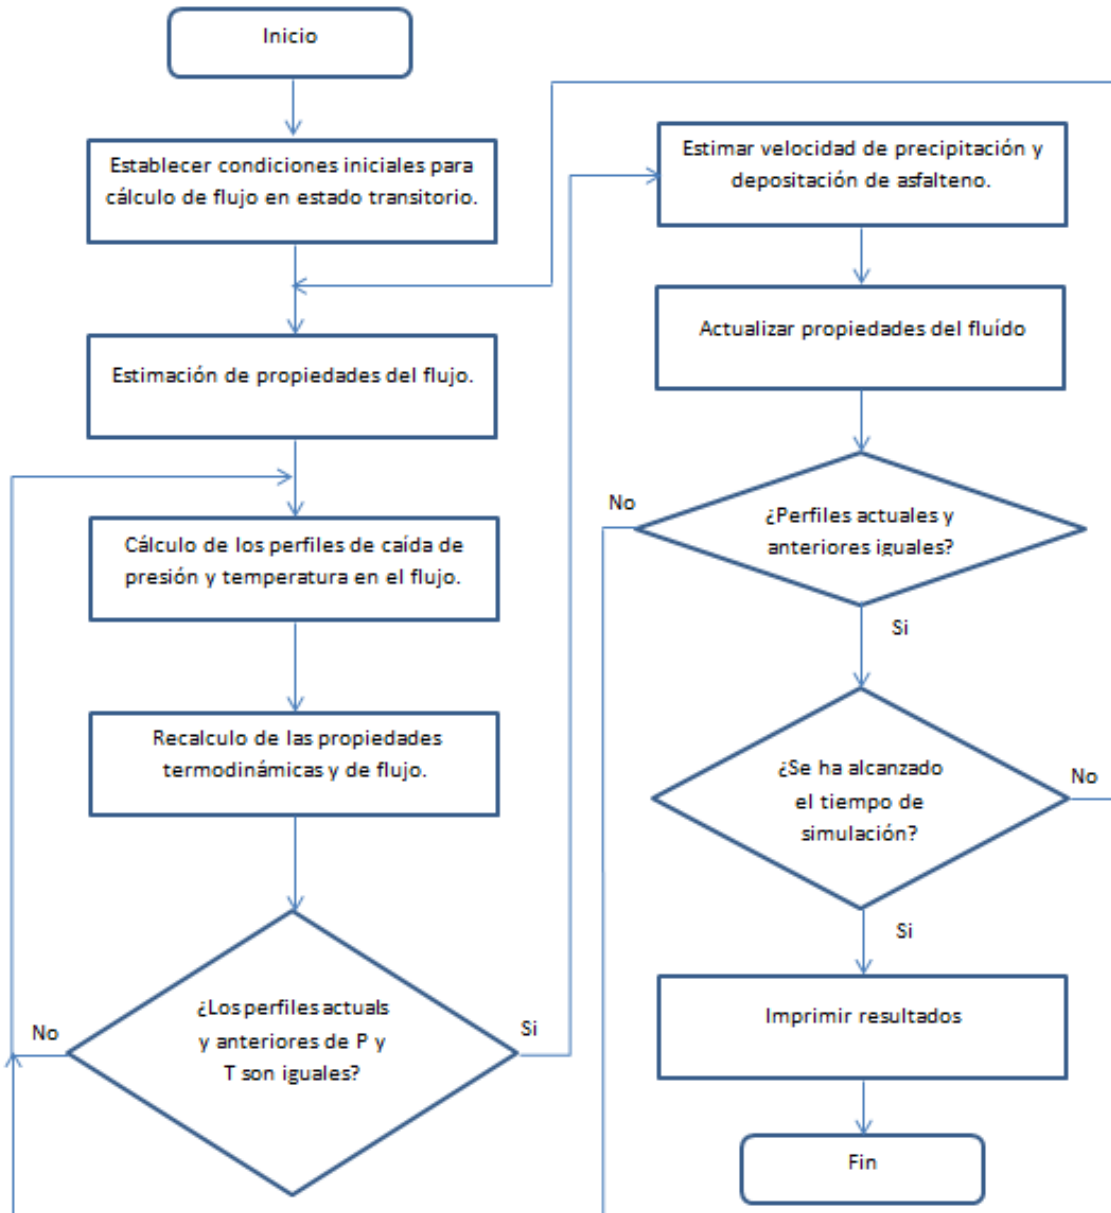 Inicio
Establecer condiciones iniciales para
cálculo de flujo en estado transitorio.
Estimación de propiedades del flujo.
Cálculo de los perfiles de caída de
presión y temperatura en el flujo.
Recalculo de las propiedades
termodinámicas y de flujo.
¿Los perfiles actuals
y anteriores de P y
T son iguales?
No
Si
Estimar velocidad de precipitación y
depositación de asfalteno.
Actualizar propiedades del fluído
¿Perfiles actuales y
anteriores iguales?
No
Si
¿Se ha alcanzado
el tiempo de
simulación?
No
Si
Imprimir resultados
Fin